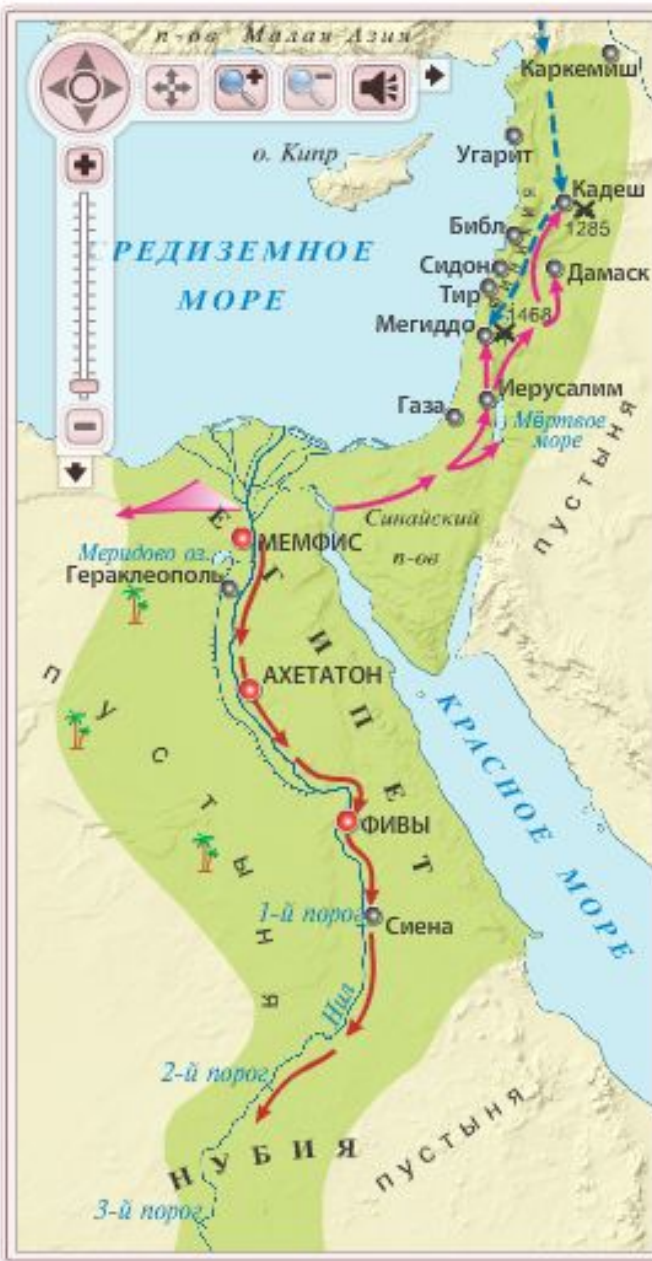 п-ов Малая Азия
Каркемиш
о. Кипр
Угарит
Кадеш
1285
СРЕДИЗЕМНОЕ
МОРЕ
Библ
Сидон
Дамаск
Тир
1468
Мегиддо
Иерусалим
Газа
Мёртвое
море
пустыня
Синайский
п-ов
ЕГИПЕТ
МЕМФИС
Меридово оз.
Гераклеополь
АХЕТАТОН
пустыня
КРАСНОЕ МОРЕ
ФИВЫ
1-й порог
Сиена
Нил
2-й порог
НУБИЯ
пустыня
3-й порог